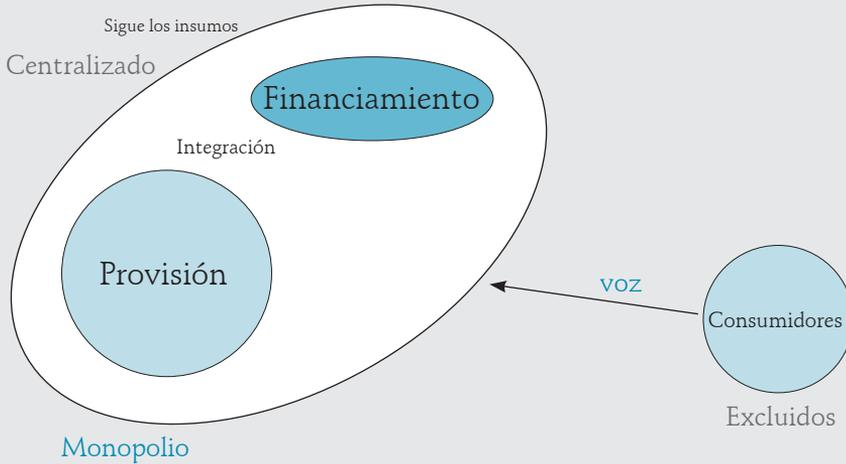 Sigue los insumos
Centralizado
Financiamiento
Integración
Provisión
voz
Consumidores
Excluidos
Monopolio